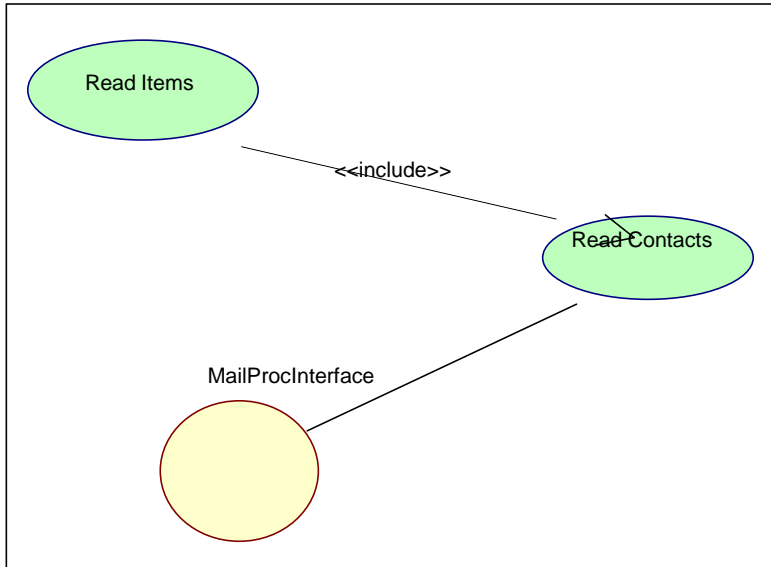 Read Items
<<include>>
Read Contacts
MailProcInterface